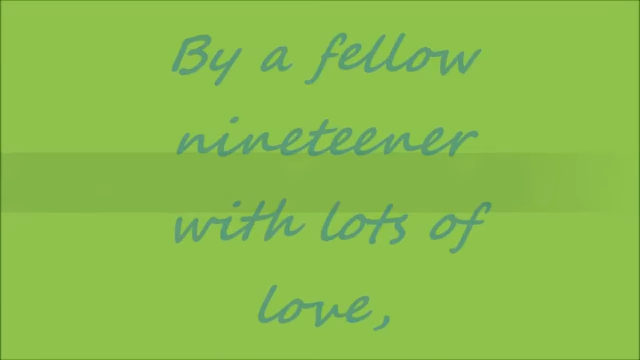 By a fellow
nineteener
with lots of
love,